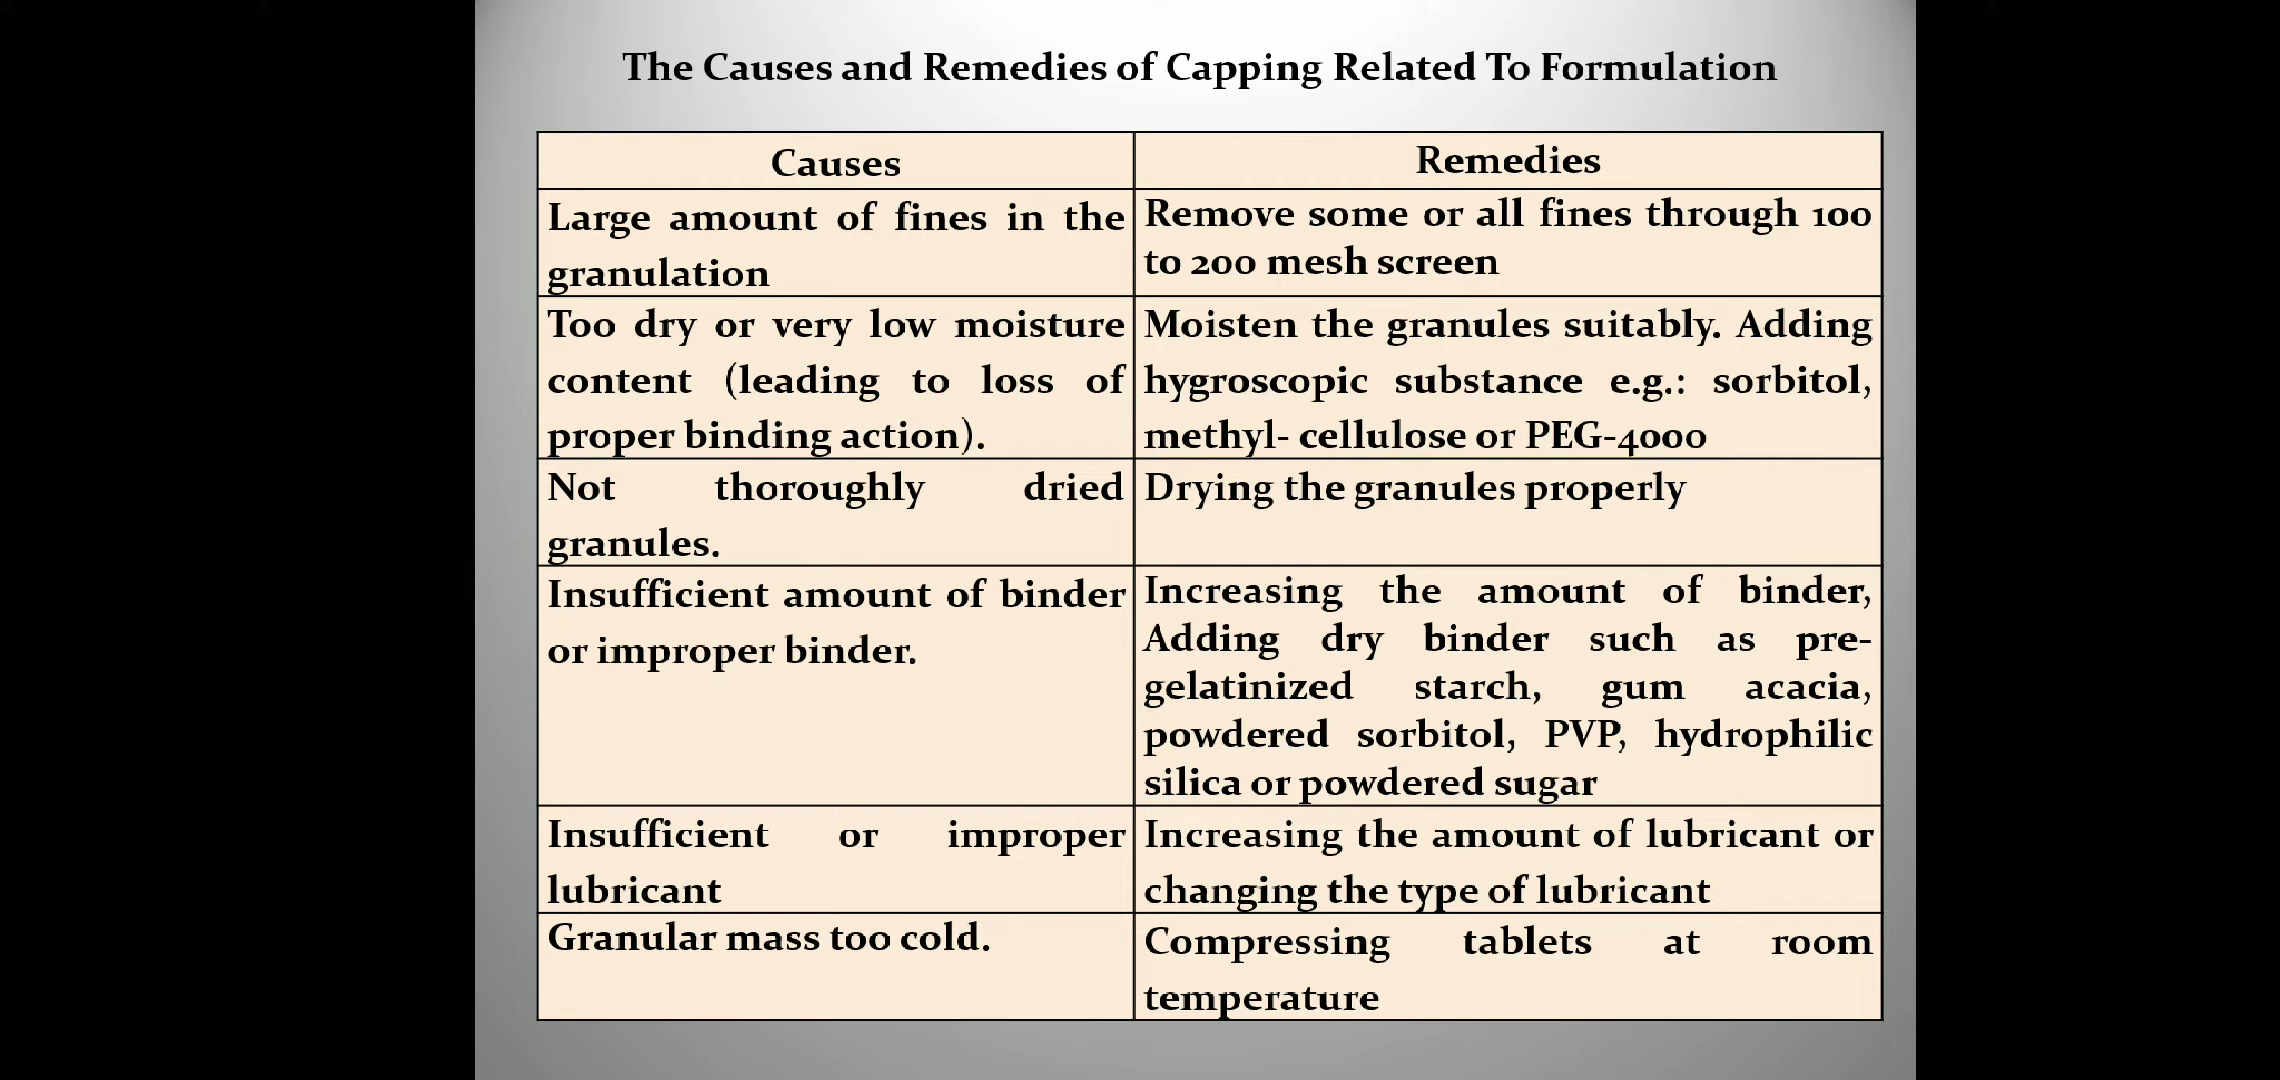 The Causes and Remedies of Capping Related To Formulation
Causes
Remedies
Large amount of fines in the
granulation
Remove some or all fines through 100
to 200 mesh screen
Too dry or very low moisture
content (leading to loss of
proper binding action).
Moisten the granules suitably. Adding
hygroscopic substance e.g.: sorbitol,
methyl- cellulose or PEG-4000
Not thoroughly dried
granules.
Drying the granules properly
Insufficient amount of binder
or improper binder.
Increasing the amount of binder,
Adding dry binder such as pre-
gelatinized starch, gum acacia,
powdered sorbitol, PVP, hydrophilic
silica or powdered sugar
Insufficient or improper
lubricant
Increasing the amount of lubricant or
changing the type of lubricant
Granular mass too cold.
Compressing tablets at room
temperature